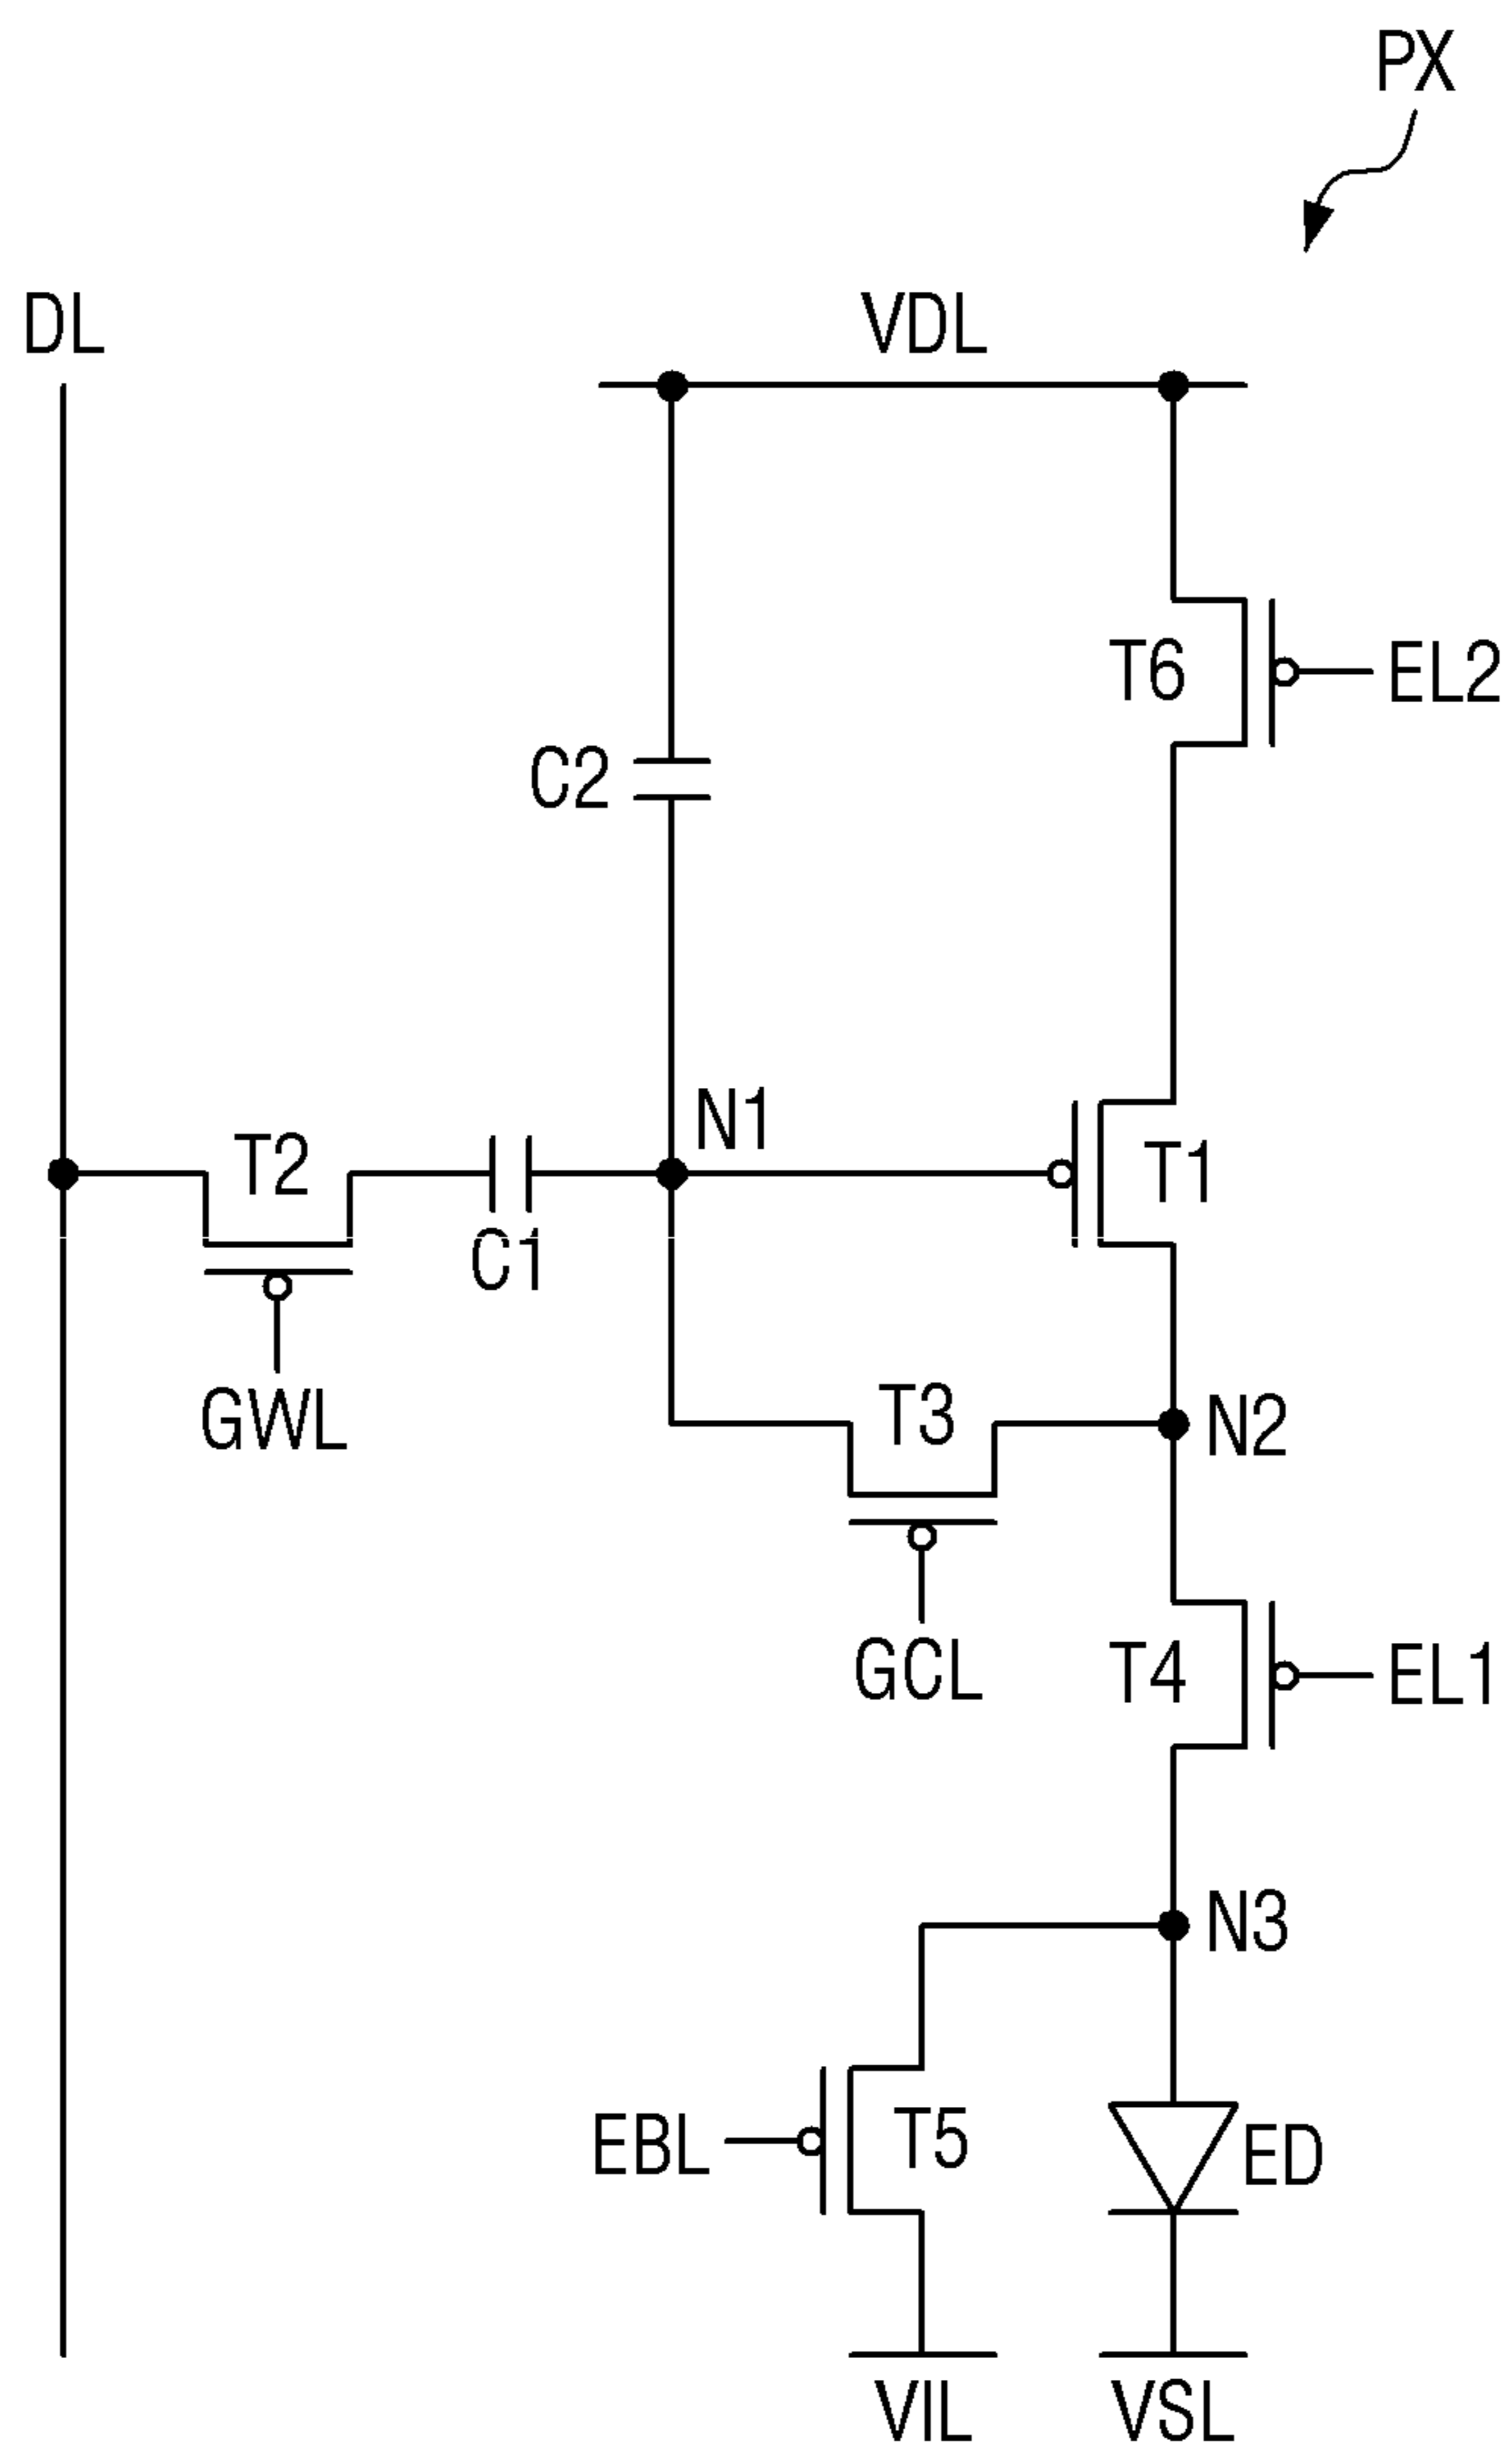 PX
DL
VDL
T6
EL2
C2
N1
T2
T1
C1
GWL
T3
N2
GCL
T4
EL1
N3
EBL
T5
ED
VIL
VSL